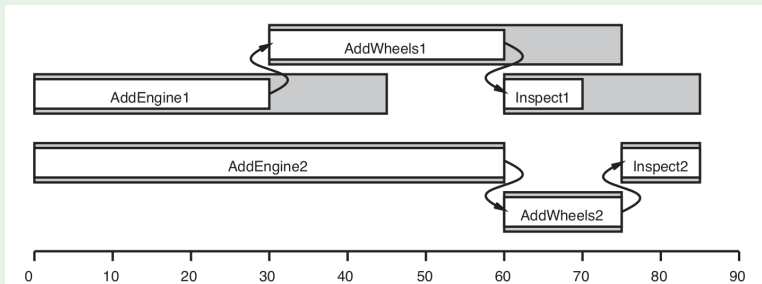 AddWheels1
AddEngine1
Inspect1
AddEngine2
Inspect2
AddWheels2
0 10 20 30 40 50 60 70 80 90